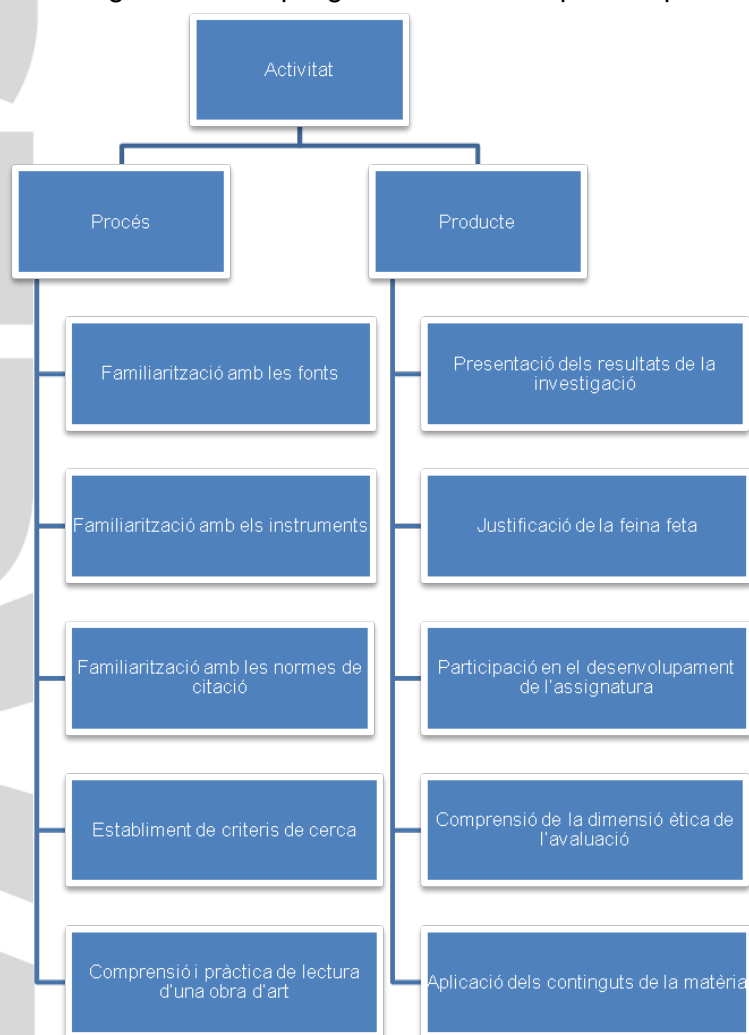 Activitat
Procés
Producte
Familiarització amb les fonts
Presentació dels resultats de la
investigació
Familiarització amb els instruments
Justificació de la feina feta
Familiarització amb les normes de
citació
Participació en el desenvolupament
de l'assignatura
Establiment de criteris de cerca
Comprensió de la dimensió ètica de
l'avaluació
Comprensió i pràctica de lectura
d'una obra d'art
Aplicació dels continguts de la matèria